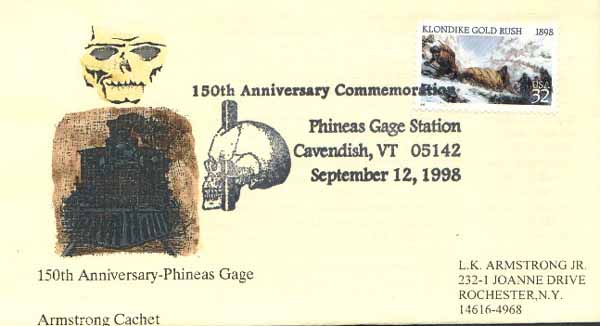 KLONDIKE GOLD RUSH 1898
USA
32
150th Anniversary Commemoration
Phineas Gage Station
Cavendish, VT 05142
September 12, 1998
150th Anniversary-Phineas Gage
Armstrong Cachet
L.K. ARMSTRONG JR.
232-1 JOANNE DRIVE
ROCHESTER,N.Y.
14616-4968